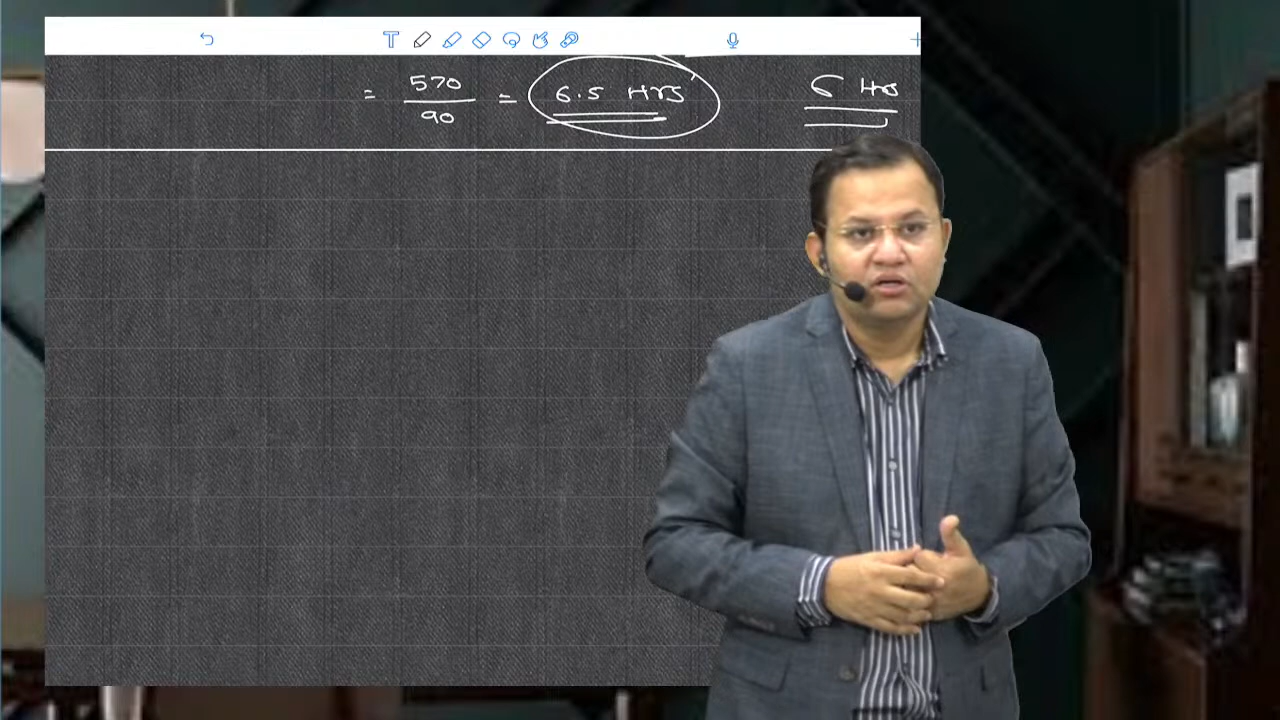 = 570/90 = 6.5 Hrs 6 Hrs